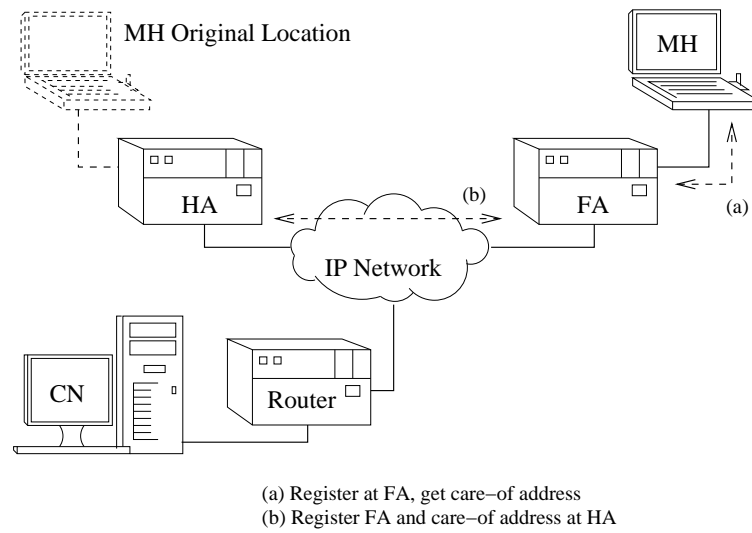 MH Original Location
MH
HA
(b)
FA
(a)
IP Network
CN
Router
(a) Register at FA, get care−of address
(b) Register FA and care−of address at HA